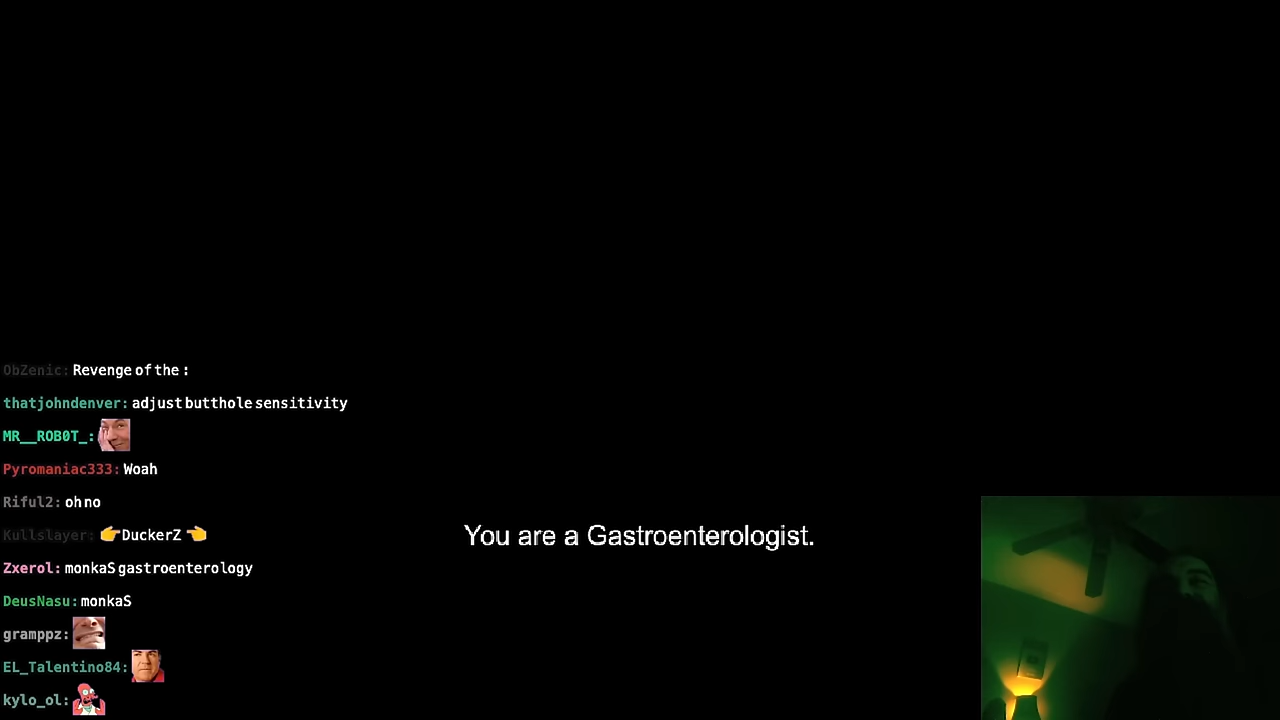 ObZenic: Revenge of the :
thatjohndenver: adjust butthole sensitivity
MR__ROB0T_:
Pyromaniac333: Woah
Riful2: oh no
Kullslayer: 👉DuckerZ 👈
Zxerol: monkaS gastroenterology
DeusNasu: monkaS
gramppz:
EL_Talentino84:
kylo_ol:
You are a Gastroenterologist.